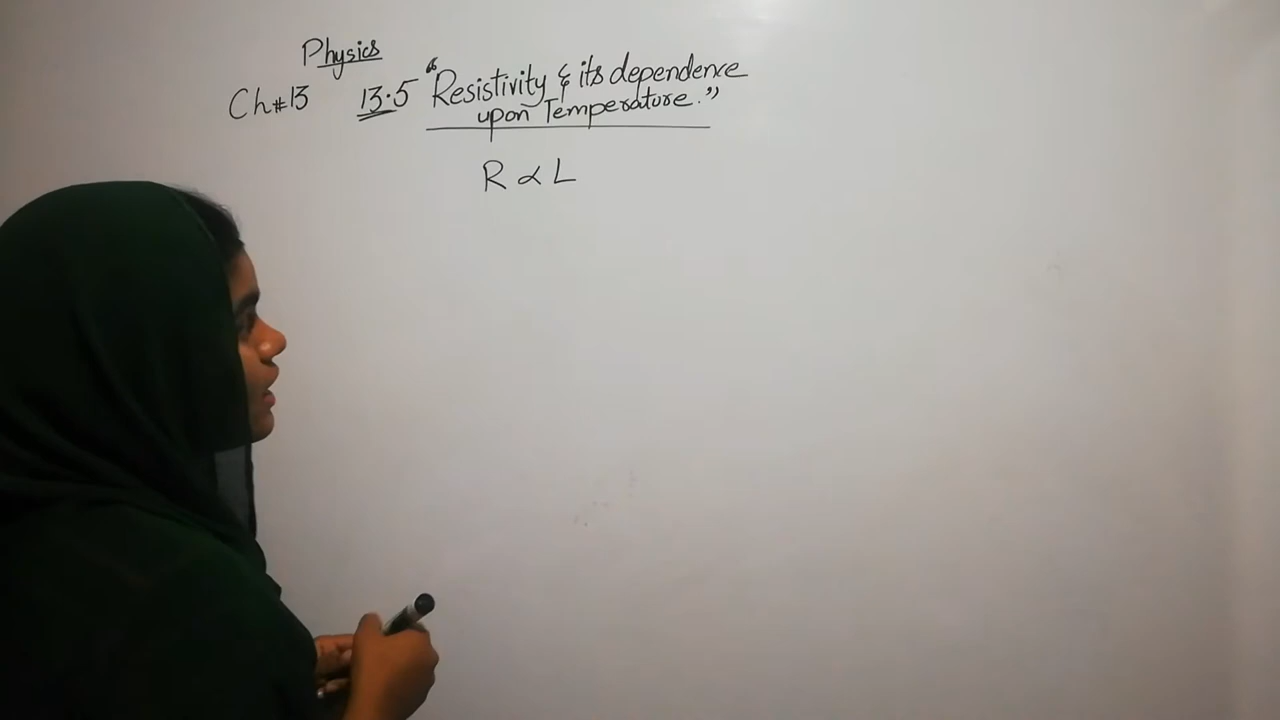 Physics
Ch#13 13.5 "Resistivity & its dependence
upon Temperature."
R ∝ L